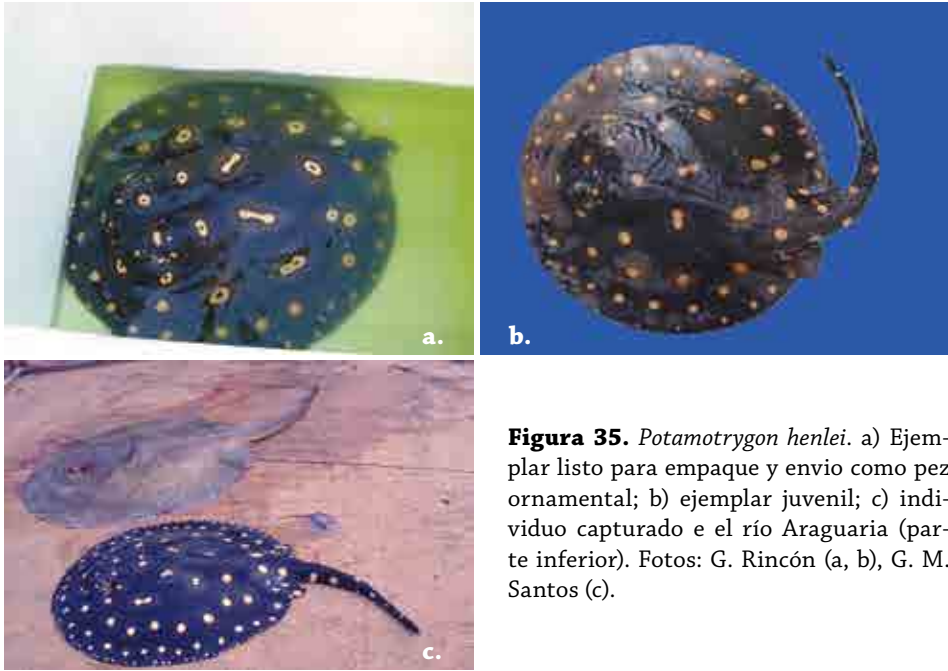 a.
b.
c.
Figura 35. Potamotrygon henlei. a) Ejem-
plar listo para empaque y envio como pez
ornamental; b) ejemplar juvenil; c) indi-
viduo capturado e el río Araguaria (par-
te inferior). Fotos: G. Rincón (a, b), G. M.
Santos (c).